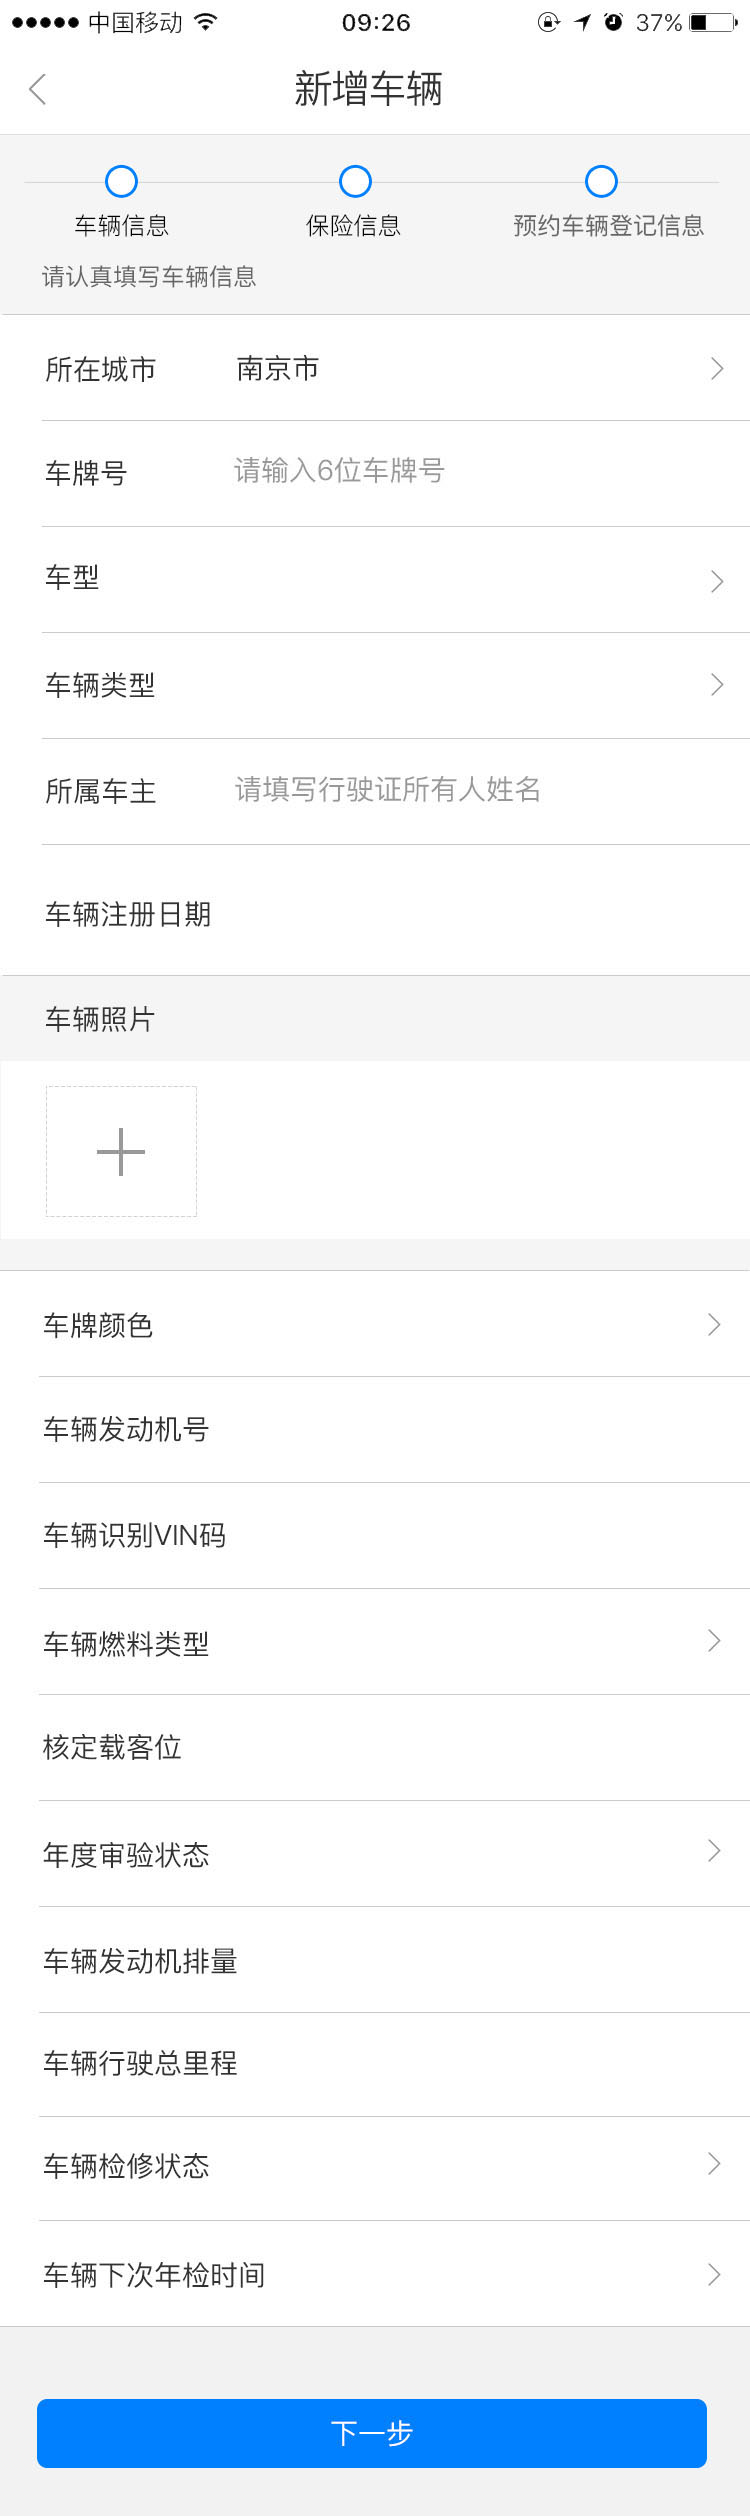 中国移动 09:26 37%
新增车辆
车辆信息 保险信息 预约车辆登记信息
请认真填写车辆信息
所在城市 南京市
车牌号 请输入6位车牌号
车型
车辆类型
所属车主 请填写行驶证所有人姓名
车辆注册日期
车辆照片
车牌颜色
车辆发动机号
车辆识别VIN码
车辆燃料类型
核定载客位
年度审验状态
车辆发动机排量
车辆行驶总里程
车辆检修状态
车辆下次年检时间
下一步